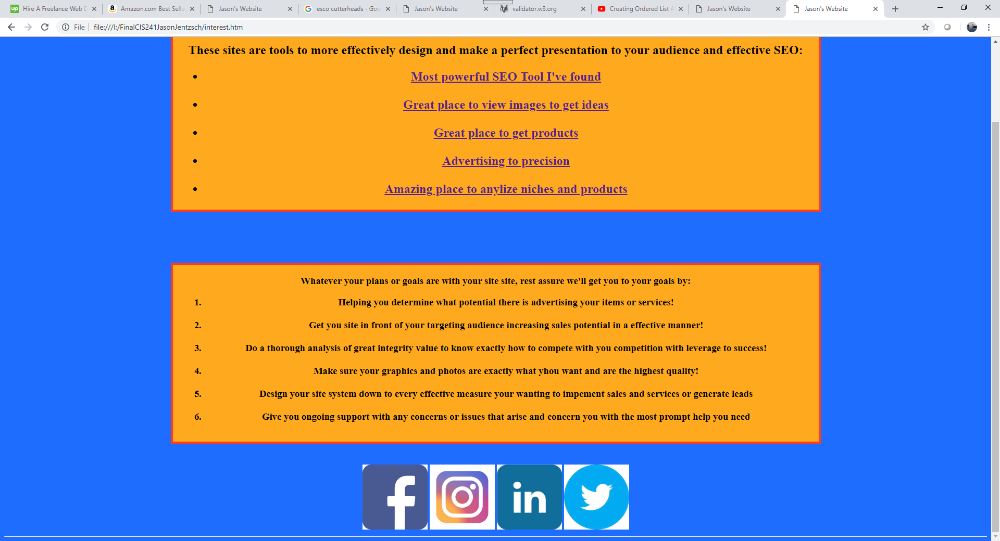 Hire A Freelance Web D
Amazon.com Best Selle
Jason's Website
esco cutterheads - Goo
Jason's Website
validator.w3.org
Creating Ordered List A
Jason's Website
Jason's Website
File
file:///I:/FinalCIS241JasonJentzsch/interest.htm
These sites are tools to more effectively design and make a perfect presentation to your audience and effective SEO:
• Most powerful SEO Tool I've found
• Great place to view images to get ideas
• Great place to get products
• Advertising to precision
• Amazing place to anylize niches and products
Whatever your plans or goals are with your site site, rest assure we'll get you to your goals by:
1. Helping you determine what potential there is advertising your items or services!
2. Get you site in front of your targeting audience increasing sales potential in a effective manner!
3. Do a thorough analysis of great integrity value to know exactly how to compete with you competition with leverage to success!
4. Make sure your graphics and photos are exactly what yhou want and are the highest quality!
5. Design your site system down to every effective measure your wanting to impement sales and services or generate leads
6. Give you ongoing support with any concerns or issues that arise and concern you with the most prompt help you need
f
in